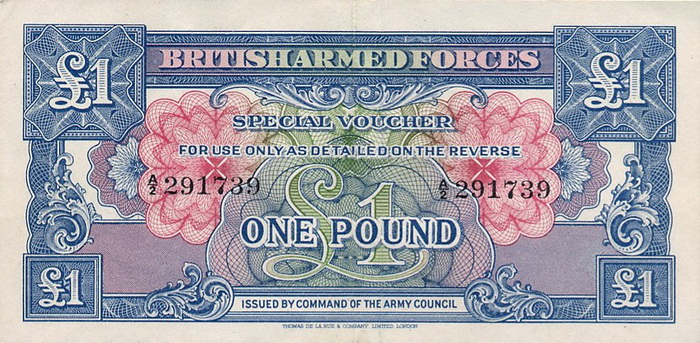 £1 BRITISH ARMED FORCES £1
SPECIAL VOUCHER
FOR USE ONLY AS DETAILED ON THE REVERSE
A/2 291739 A/2 291739
£1
ONE POUND
£1 ISSUED BY COMMAND OF THE ARMY COUNCIL £1
THOMAS DE LA RUE & COMPANY, LIMITED, LONDON